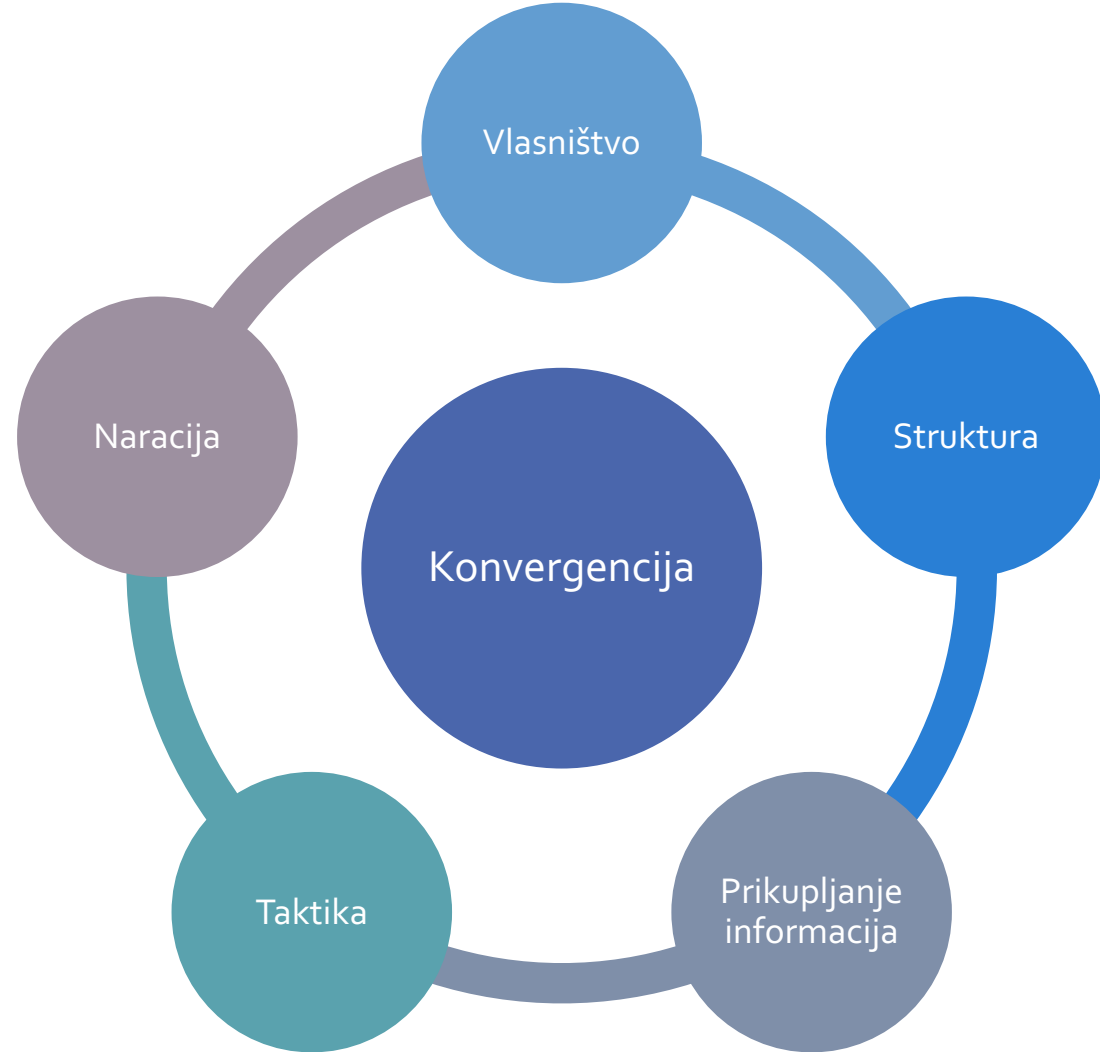 Vlasništvo
Naracija
Struktura
Konvergencija
Taktika
Prikupljanje
informacija